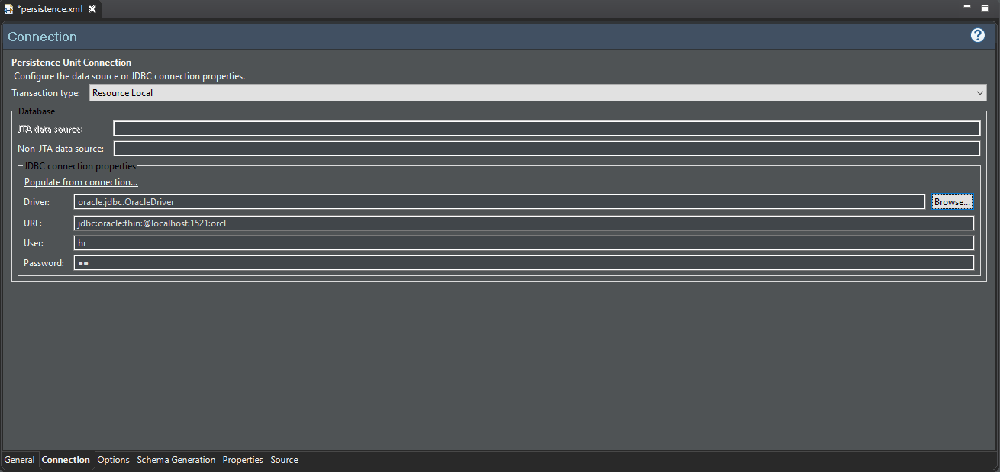 *persistence.xml
Connection
Persistence Unit Connection
Configure the data source or JDBC connection properties.
Transaction type: Resource Local
Database
JTA data source:
Non-JTA data source:
JDBC connection properties
Populate from connection...
Driver: oracle.jdbc.OracleDriver Browse...
URL: jdbc:oracle:thin:@localhost:1521:orcl
User: hr
Password: ●●
General Connection Options Schema Generation Properties Source